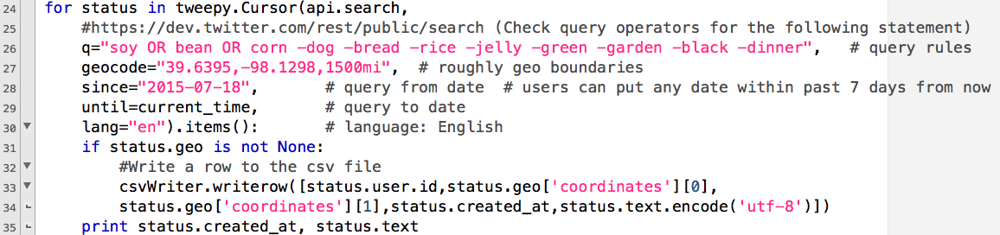 24 for status in tweepy.Cursor(api.search,
25 #https://dev.twitter.com/rest/public/search (Check query operators for the following statement)
26 q="soy OR bean OR corn -dog -bread -rice -jelly -green -garden -black -dinner", # query rules
27 geocode="39.6395,-98.1298,1500mi", # roughly geo boundaries
28 since="2015-07-18", # query from date # users can put any date within past 7 days from now
29 until=current_time, # query to date
30 lang="en").items(): # language: English
31 if status.geo is not None:
32 #Write a row to the csv file
33 csvWriter.writerow([status.user.id,status.geo['coordinates'][0],
34 status.geo['coordinates'][1],status.created_at,status.text.encode('utf-8')])
35 print status.created_at, status.text